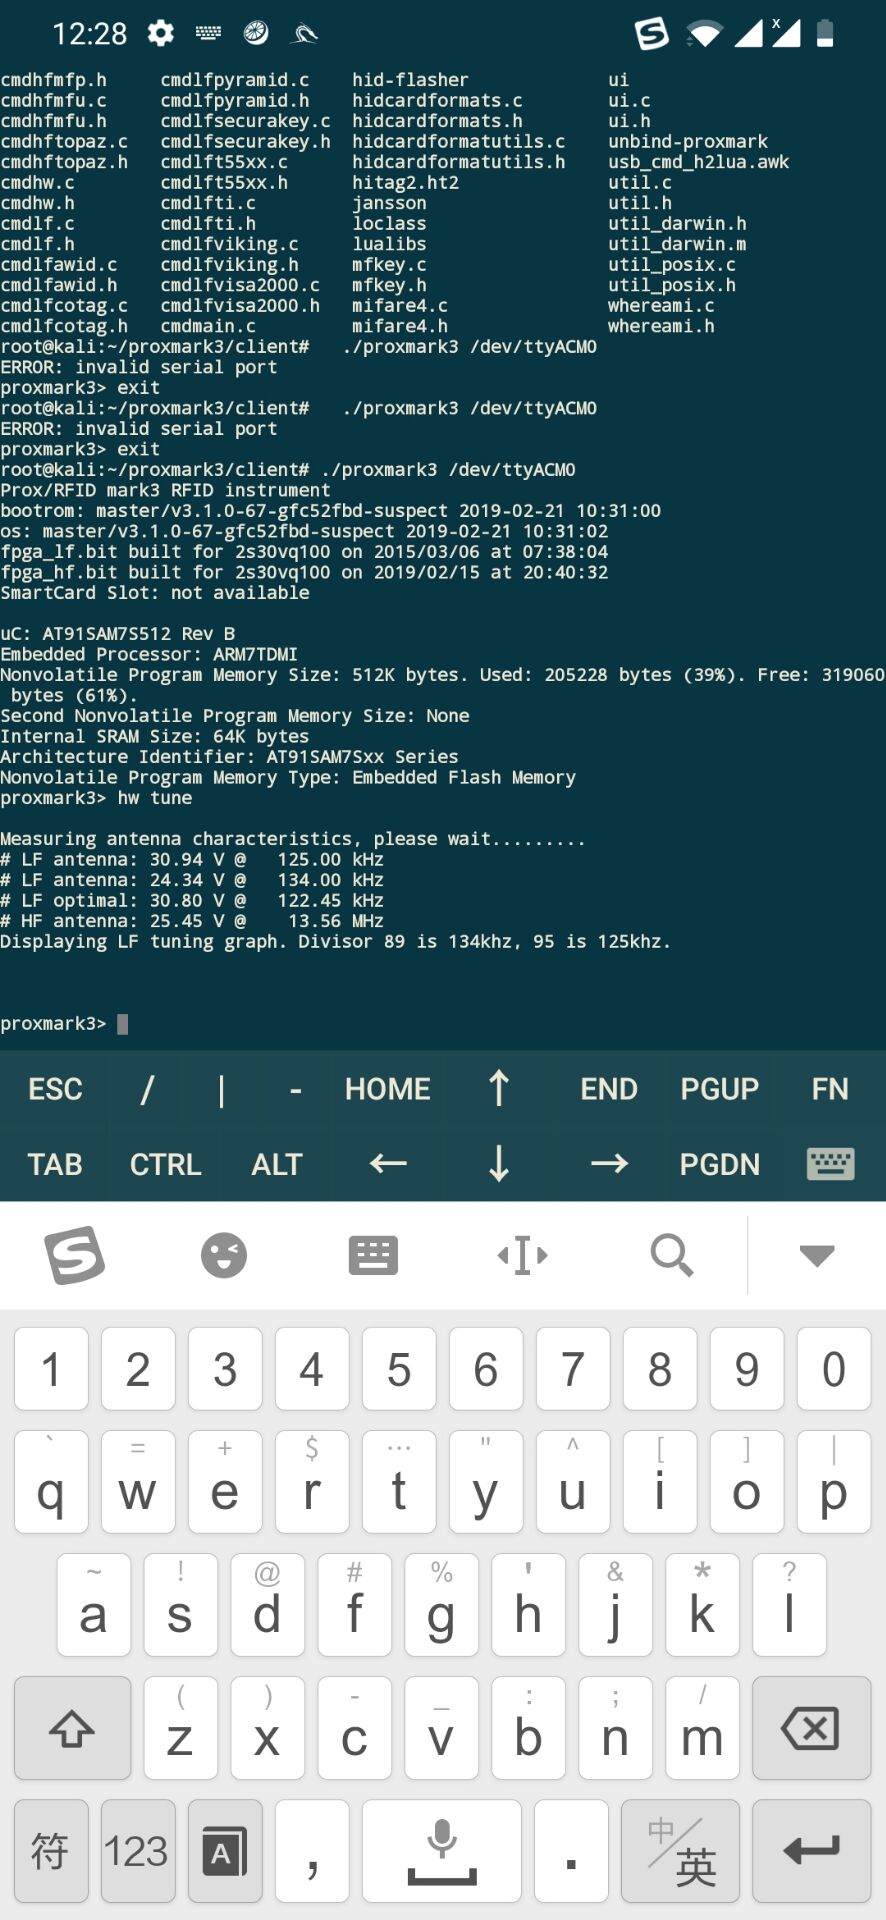 12:28
cmdhfmfp.h cmdlfpyramid.c hid-flasher ui
cmdhfmfu.c cmdlfpyramid.h hidcardformats.c ui.c
cmdhfmfu.h cmdlfsecurakey.c hidcardformats.h ui.h
cmdhftopaz.c cmdlfsecurakey.h hidcardformatutils.c unbind-proxmark
cmdhftopaz.h cmdlft55xx.c hidcardformatutils.h usb_cmd_h2lua.awk
cmdhw.c cmdlft55xx.h hitag2.ht2 util.c
cmdhw.h cmdlfti.c jansson util.h
cmdlf.c cmdlfti.h loclass util_darwin.h
cmdlf.h cmdlfviking.c lualibs util_darwin.m
cmdlfawid.c cmdlfviking.h mfkey.c util_posix.c
cmdlfawid.h cmdlfvisa2000.c mfkey.h util_posix.h
cmdlfcotag.c cmdlfvisa2000.h mifare4.c whereami.c
cmdlfcotag.h cmdmain.c mifare4.h whereami.h
root@kali:~/proxmark3/client#   ./proxmark3 /dev/ttyACM0
ERROR: invalid serial port
proxmark3> exit
root@kali:~/proxmark3/client#   ./proxmark3 /dev/ttyACM0
ERROR: invalid serial port
proxmark3> exit
root@kali:~/proxmark3/client# ./proxmark3 /dev/ttyACM0
Prox/RFID mark3 RFID instrument
bootrom: master/v3.1.0-67-gfc52fbd-suspect 2019-02-21 10:31:00
os: master/v3.1.0-67-gfc52fbd-suspect 2019-02-21 10:31:02
fpga_lf.bit built for 2s30vq100 on 2015/03/06 at 07:38:04
fpga_hf.bit built for 2s30vq100 on 2019/02/15 at 20:40:32
SmartCard Slot: not available
uC: AT91SAM7S512 Rev B
Embedded Processor: ARM7TDMI
Nonvolatile Program Memory Size: 512K bytes. Used: 205228 bytes (39%). Free: 319060
bytes (61%).
Second Nonvolatile Program Memory Size: None
Internal SRAM Size: 64K bytes
Architecture Identifier: AT91SAM7Sxx Series
Nonvolatile Program Memory Type: Embedded Flash Memory
proxmark3> hw tune
Measuring antenna characteristics, please wait.........
# LF antenna: 30.94 V @   125.00 kHz
# LF antenna: 24.34 V @   134.00 kHz
# LF optimal: 30.80 V @   122.45 kHz
# HF antenna: 25.45 V @    13.56 MHz
Displaying LF tuning graph. Divisor 89 is 134khz, 95 is 125khz.
proxmark3>
ESC / | - HOME ↑ END PGUP FN
TAB CTRL ALT ← ↓ → PGDN
1 2 3 4 5 6 7 8 9 0
` = + $ ... " ^ [ ] |
q w e r t y u i o p
~ ! @ # % ' & * ?
a s d f g h j k l
( ) - _ : ; /
z x c v b n m
符 123 A , . 中/英